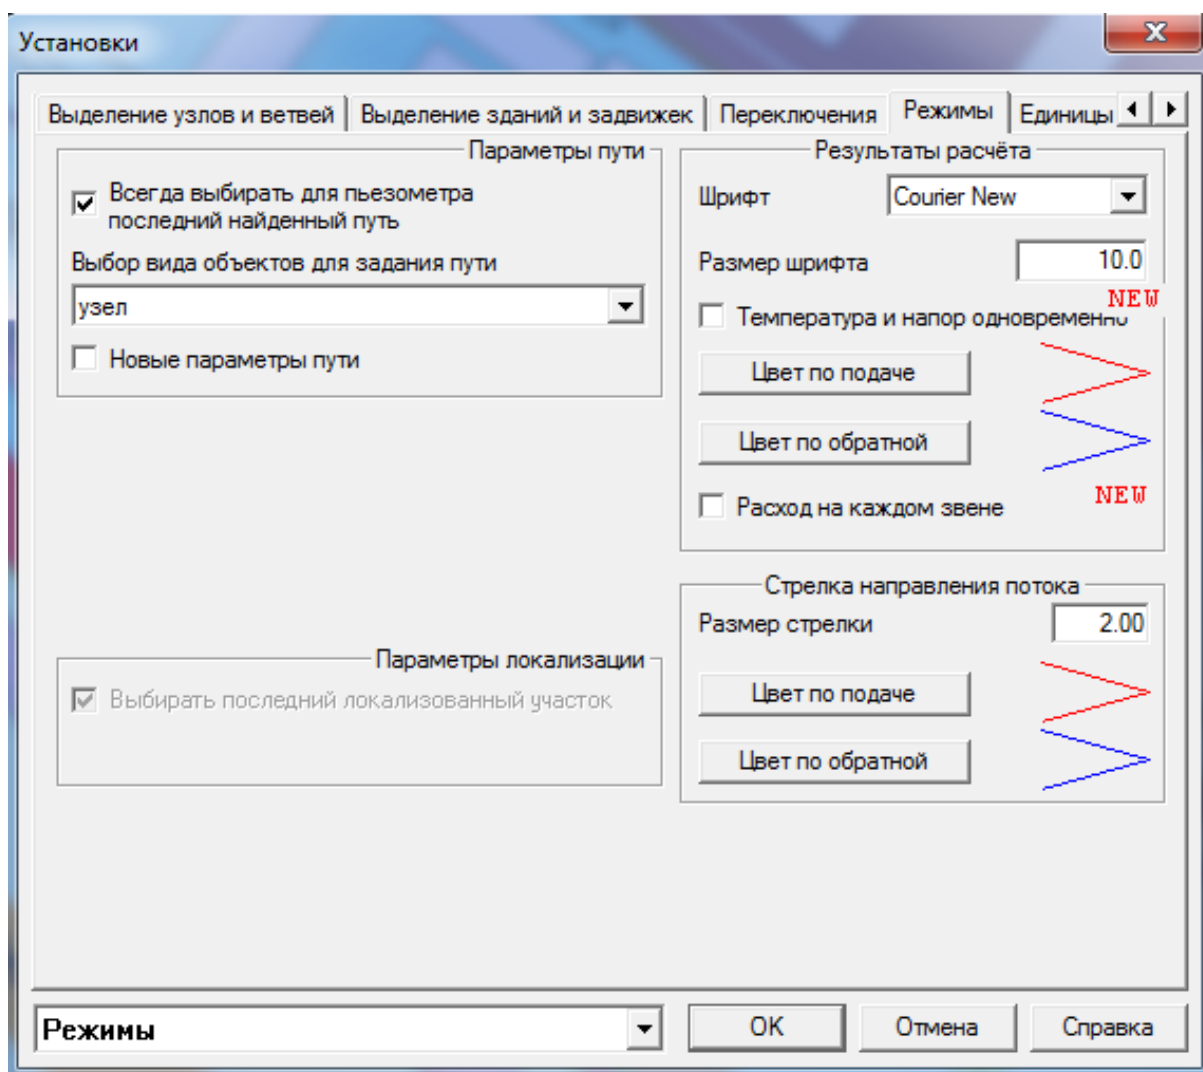 Установки
Выделение узлов и ветвей
Выделение зданий и задвижек
Переключения
Режимы
Единицы
Параметры пути
Всегда выбирать для пьезометра
последний найденный путь
Выбор вида объектов для задания пути
узел
Новые параметры пути
Параметры локализации
Выбирать последний локализованный участок
Результаты расчёта
Шрифт
Courier New
Размер шрифта
10.0
NEW
Температура и напор одновременно
Цвет по подаче
Цвет по обратной
NEW
Расход на каждом звене
Стрелка направления потока
Размер стрелки
2.00
Цвет по подаче
Цвет по обратной
Режимы
OK
Отмена
Справка